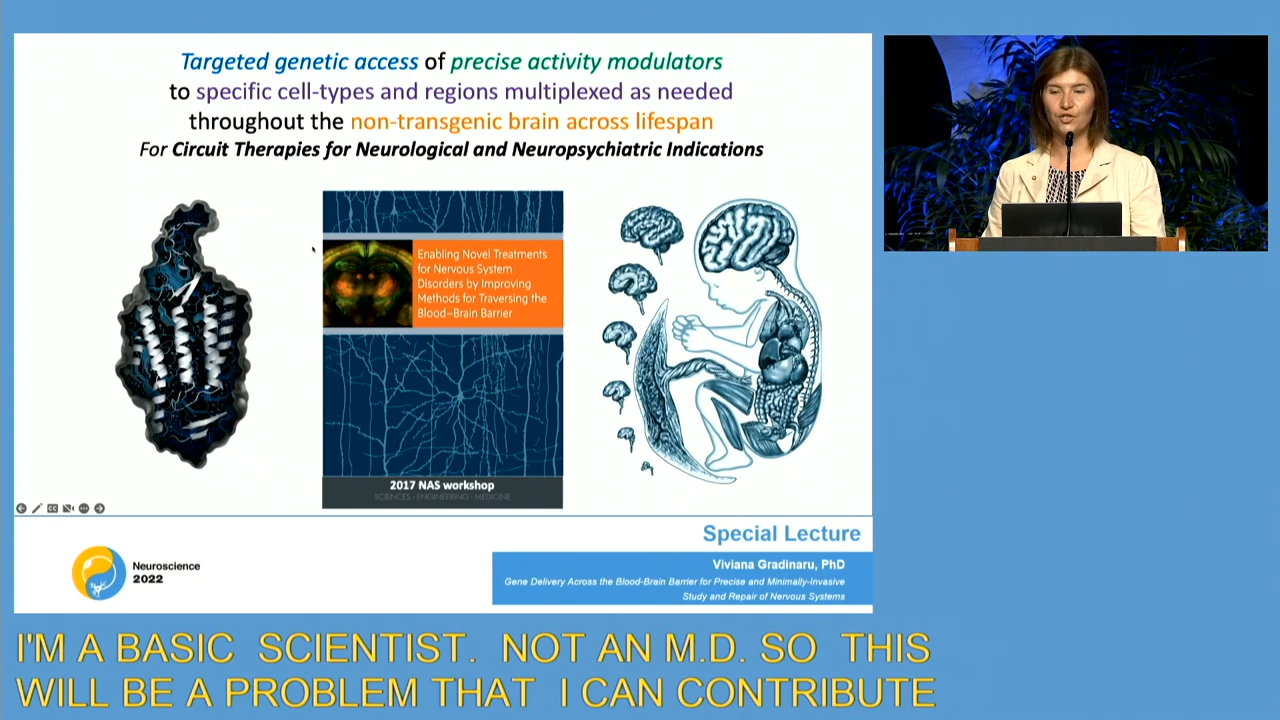 Targeted genetic access of precise activity modulators
to specific cell-types and regions multiplexed as needed
throughout the non-transgenic brain across lifespan
For Circuit Therapies for Neurological and Neuropsychiatric Indications
Enabling Novel Treatments
for Nervous System
Disorders by Improving
Methods for Traversing the
Blood–Brain Barrier
2017 NAS workshop
SCIENCES · ENGINEERING · MEDICINE
Special Lecture
Neuroscience
2022
Viviana Gradinaru, PhD
Gene Delivery Across the Blood-Brain Barrier for Precise and Minimally-Invasive
Study and Repair of Nervous Systems
I'M A BASIC SCIENTIST. NOT AN M.D. SO THIS
WILL BE A PROBLEM THAT I CAN CONTRIBUTE